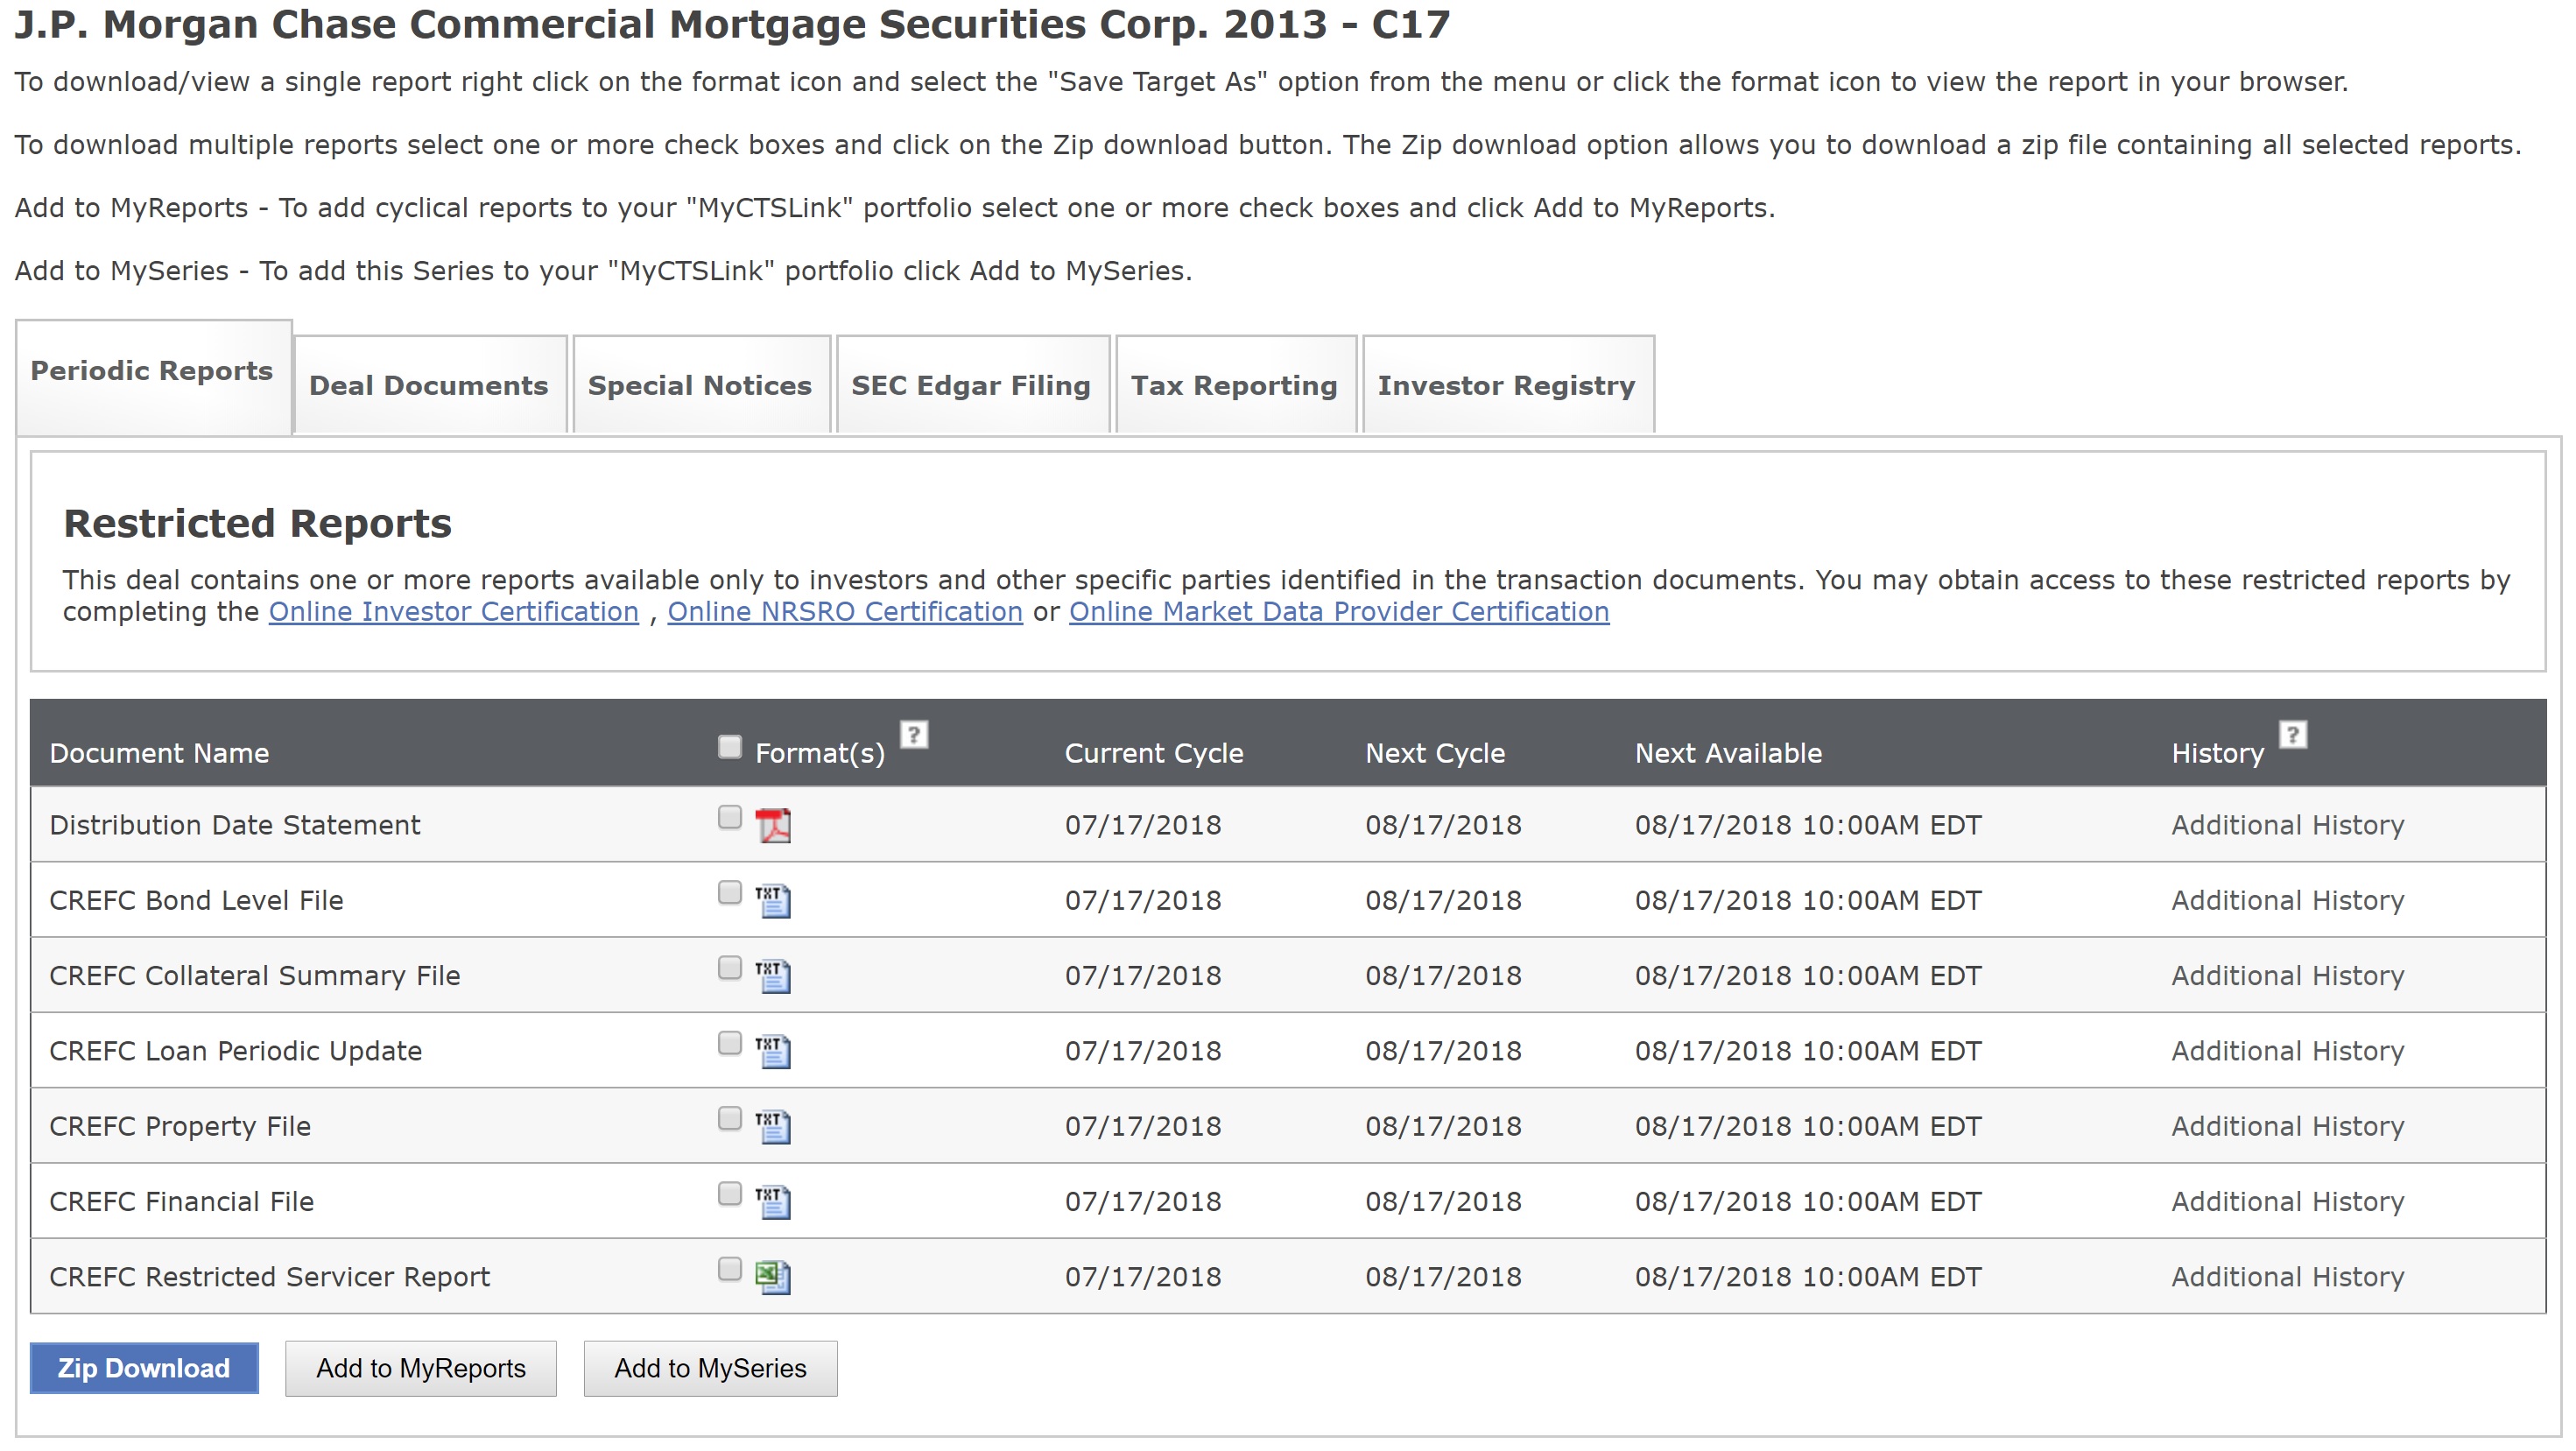 J.P. Morgan Chase Commercial Mortgage Securities Corp. 2013 - C17
To download/view a single report right click on the format icon and select the "Save Target As" option from the menu or click the format icon to view the report in your browser.
To download multiple reports select one or more check boxes and click on the Zip download button. The Zip download option allows you to download a zip file containing all selected reports.
Add to MyReports - To add cyclical reports to your "MyCTSLink" portfolio select one or more check boxes and click Add to MyReports.
Add to MySeries - To add this Series to your "MyCTSLink" portfolio click Add to MySeries.
Periodic Reports Deal Documents Special Notices SEC Edgar Filing Tax Reporting Investor Registry
Restricted Reports
This deal contains one or more reports available only to investors and other specific parties identified in the transaction documents. You may obtain access to these restricted reports by
completing the Online Investor Certification , Online NRSRO Certification or Online Market Data Provider Certification
Document Name Format(s) ? Current Cycle Next Cycle Next Available History ?
Distribution Date Statement 07/17/2018 08/17/2018 08/17/2018 10:00AM EDT Additional History
CREFC Bond Level File TXT 07/17/2018 08/17/2018 08/17/2018 10:00AM EDT Additional History
CREFC Collateral Summary File TXT 07/17/2018 08/17/2018 08/17/2018 10:00AM EDT Additional History
CREFC Loan Periodic Update TXT 07/17/2018 08/17/2018 08/17/2018 10:00AM EDT Additional History
CREFC Property File TXT 07/17/2018 08/17/2018 08/17/2018 10:00AM EDT Additional History
CREFC Financial File TXT 07/17/2018 08/17/2018 08/17/2018 10:00AM EDT Additional History
CREFC Restricted Servicer Report 07/17/2018 08/17/2018 08/17/2018 10:00AM EDT Additional History
Zip Download Add to MyReports Add to MySeries